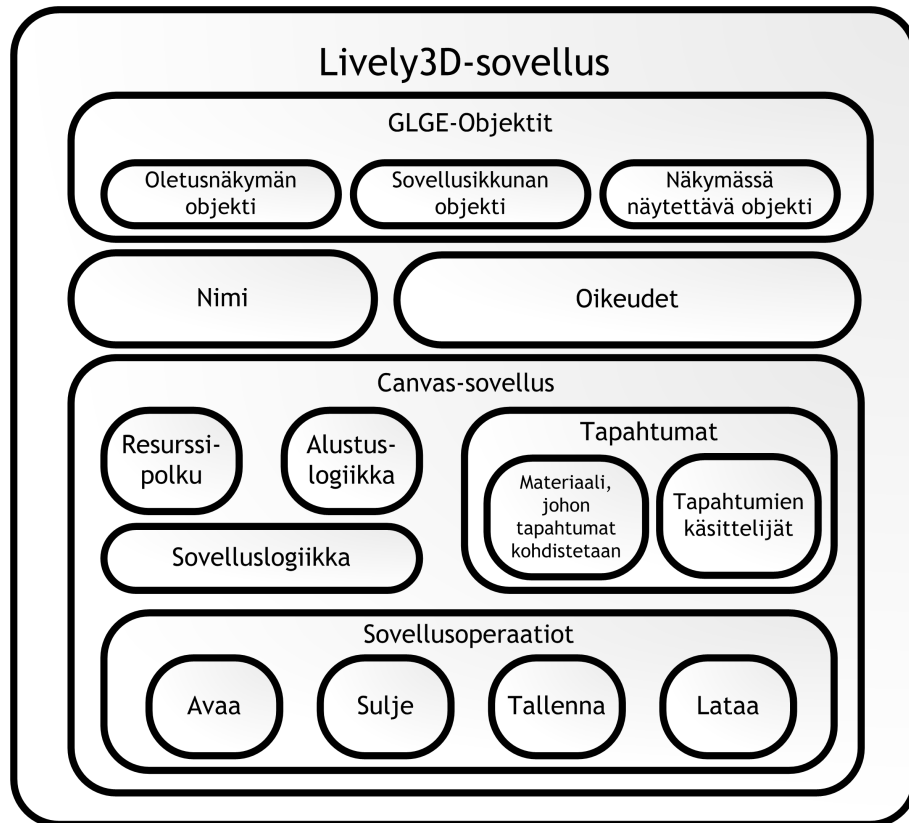 Lively3D-sovellus
GLGE-Objektit
Oletusnäkymän
objekti
Sovellusikkunan
objekti
Näkymässä
näytettävä objekti
Nimi
Oikeudet
Canvas-sovellus
Resurssi-
polku
Alustus-
logiikka
Sovelluslogiikka
Tapahtumat
Materiaali,
johon
tapahtumat
kohdistetaan
Tapahtumien
käsittelijät
Sovellusoperaatiot
Avaa
Sulje
Tallenna
Lataa